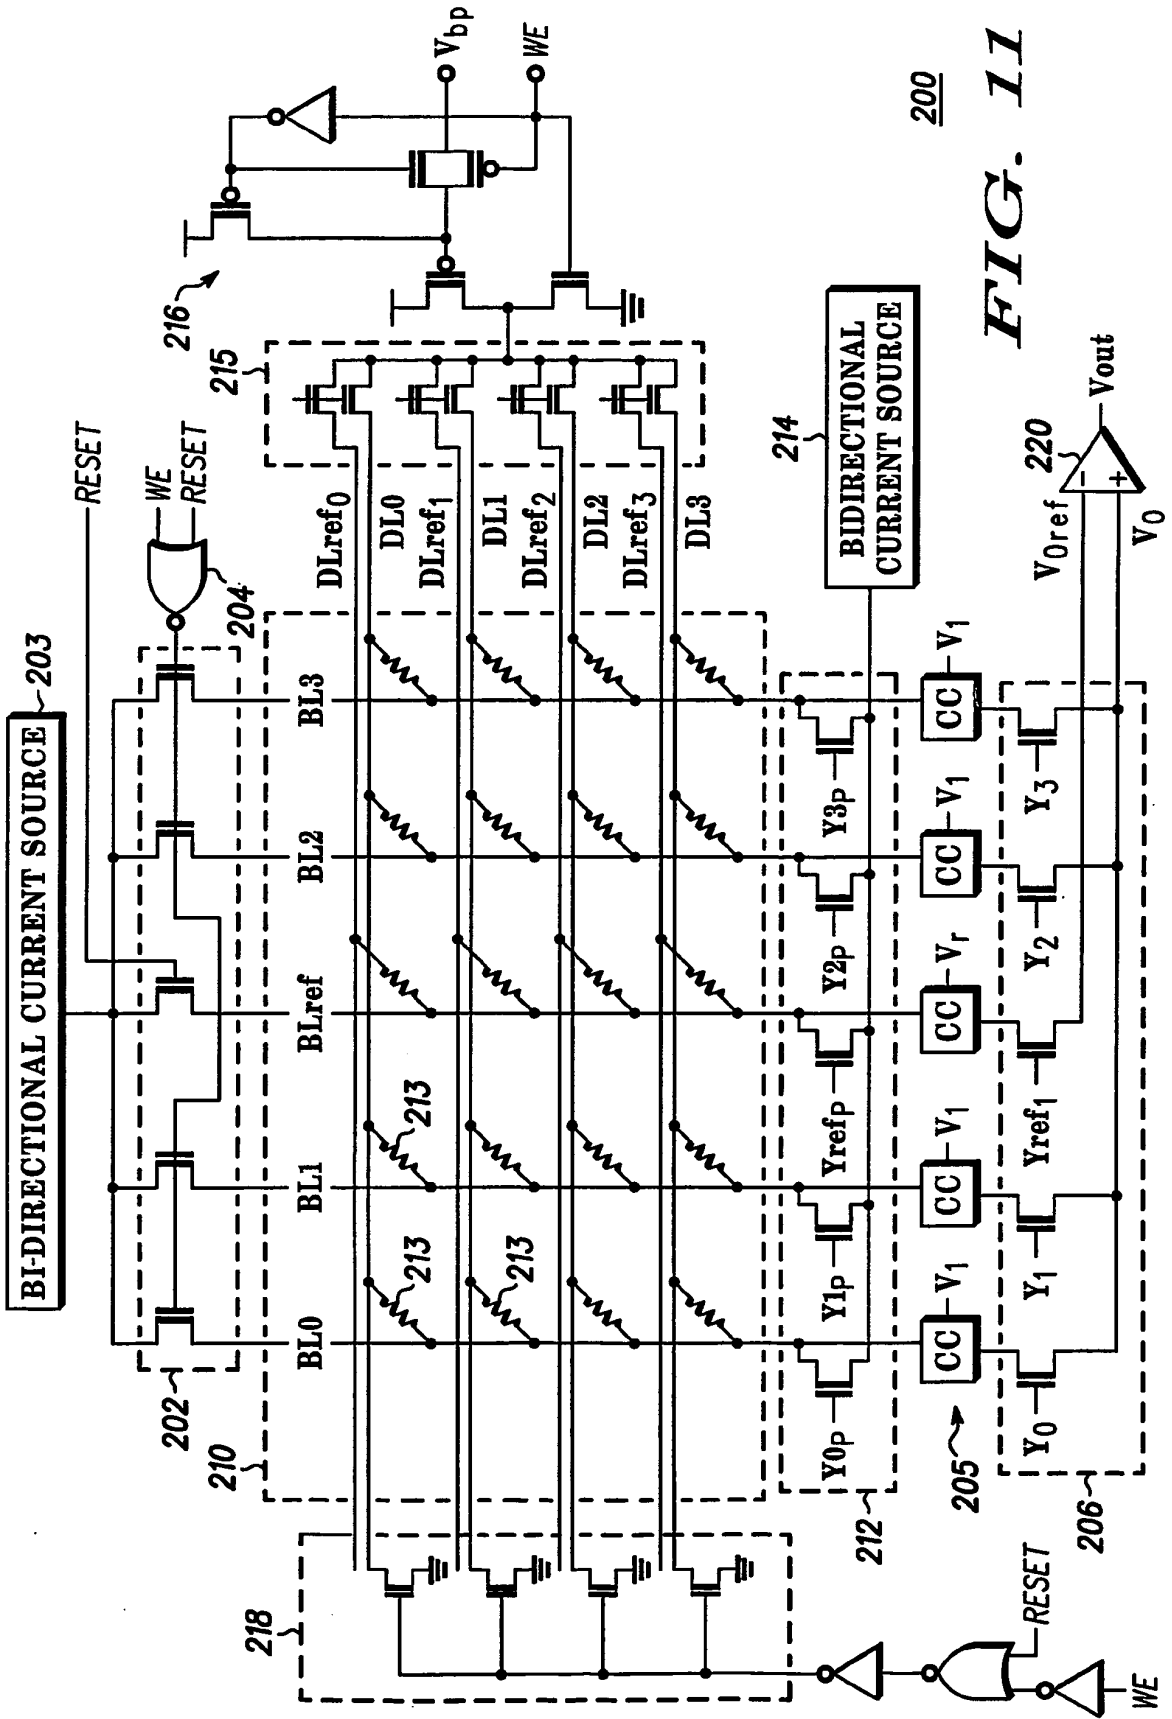 BI-DIRECTIONAL CURRENT SOURCE
203
RESET
WE
RESET
204
202
216
Vbp
WE
215
210
BL0
BL1
BLref
BL2
BL3
DLref0
DL0
DLref1
DL1
DLref2
DL2
DLref3
DL3
213
213
213
218
Y0p
Y1p
Yrefp
Y2p
Y3p
212
214
BIDIRECTIONAL
CURRENT SOURCE
CC
CC
CC
CC
CC
V1
V1
Vr
V1
V1
205
Y0
Y1
Yref1
Y2
Y3
206
V0ref
V0
-
+
220
Vout
RESET
WE
200
FIG. 11